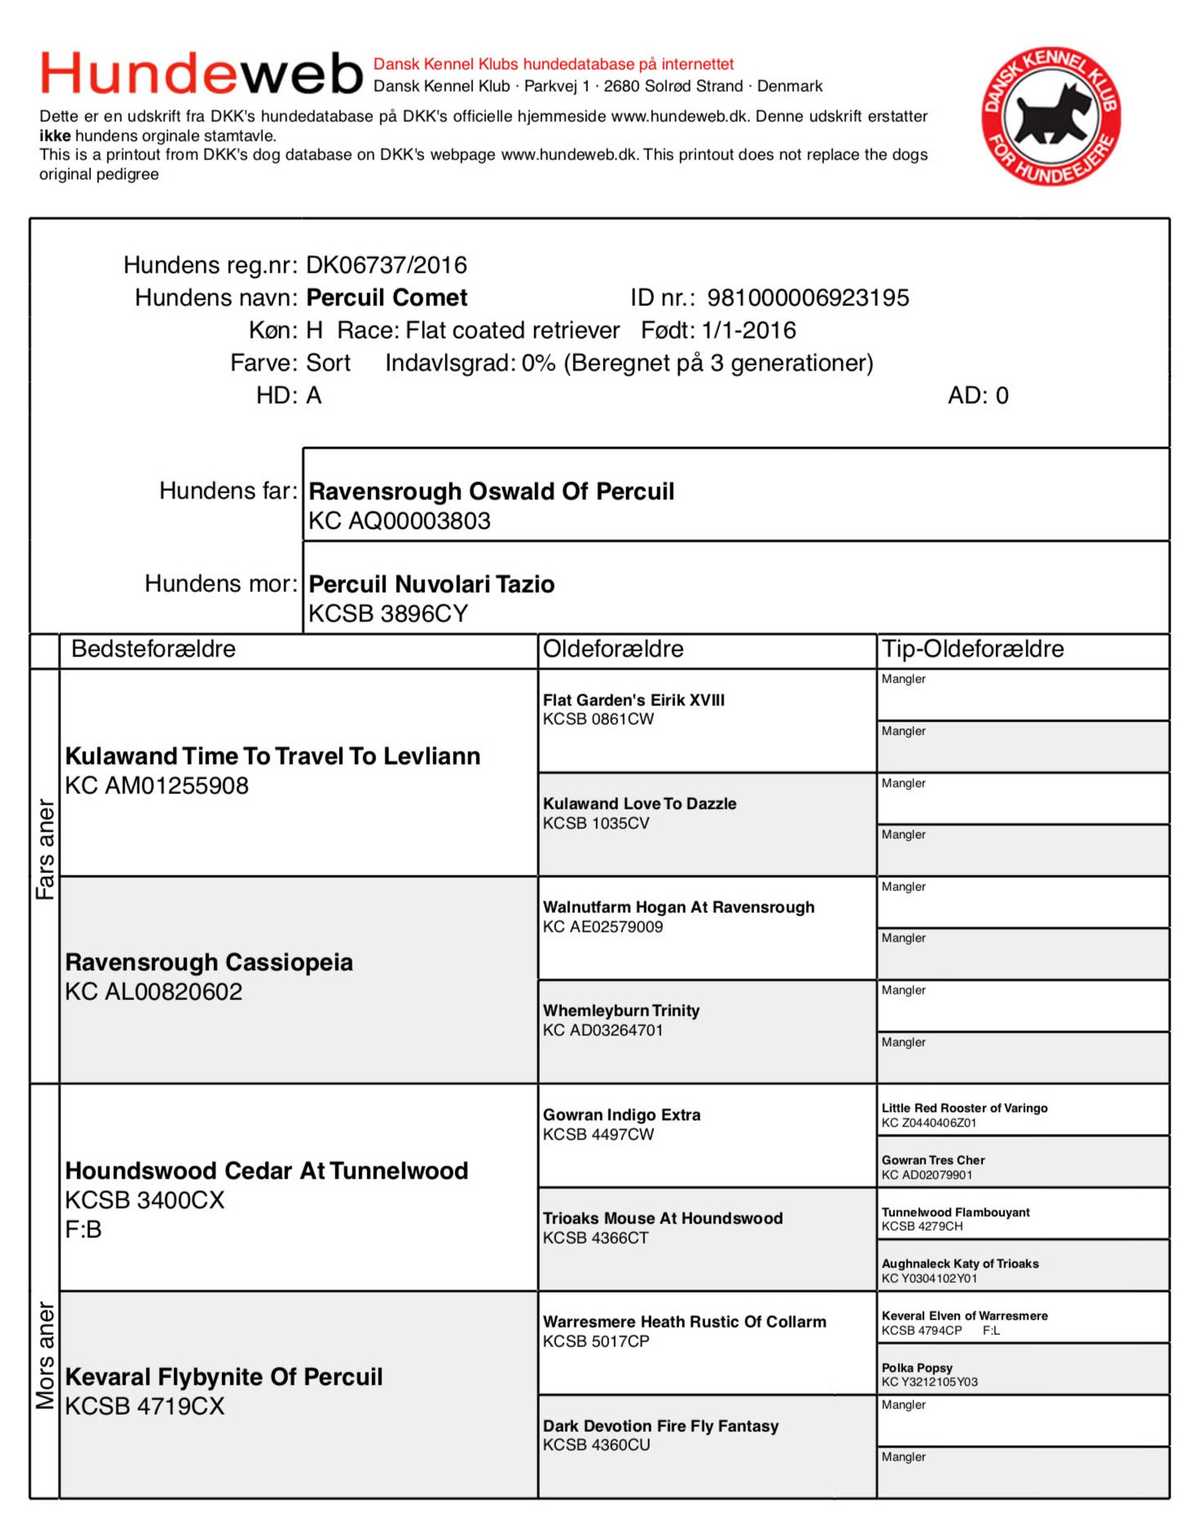 Hundeweb
Dansk Kennel Klubs hundedatabase på internettet
Dansk Kennel Klub · Parkvej 1 · 2680 Solrød Strand · Denmark
Dette er en udskrift fra DKK's hundedatabase på DKK's officielle hjemmeside www.hundeweb.dk. Denne udskrift erstatter
ikke hundens orginale stamtavle.
This is a printout from DKK's dog database on DKK's webpage www.hundeweb.dk. This printout does not replace the dogs
original pedigree
DANSK KENNEL KLUB
FOR HUNDEEJERE
Hundens reg.nr: DK06737/2016
Hundens navn: Percuil Comet ID nr.: 981000006923195
Køn: H Race: Flat coated retriever Født: 1/1-2016
Farve: Sort Indavlsgrad: 0% (Beregnet på 3 generationer)
HD: A AD: 0
Hundens far: Ravensrough Oswald Of Percuil
KC AQ00003803
Hundens mor: Percuil Nuvolari Tazio
KCSB 3896CY
Bedsteforældre Oldeforældre Tip-Oldeforældre
Fars aner
Kulawand Time To Travel To Levliann
KC AM01255908
Flat Garden's Eirik XVIII
KCSB 0861CW
Mangler
Mangler
Kulawand Love To Dazzle
KCSB 1035CV
Mangler
Mangler
Ravensrough Cassiopeia
KC AL00820602
Walnutfarm Hogan At Ravensrough
KC AE02579009
Mangler
Mangler
Whemleyburn Trinity
KC AD03264701
Mangler
Mangler
Mors aner
Houndswood Cedar At Tunnelwood
KCSB 3400CX
F:B
Gowran Indigo Extra
KCSB 4497CW
Little Red Rooster of Varingo
KC Z0440406Z01
Gowran Tres Cher
KC AD02079901
Trioaks Mouse At Houndswood
KCSB 4366CT
Tunnelwood Flambouyant
KCSB 4279CH
Aughnaleck Katy of Trioaks
KC Y0304102Y01
Kevaral Flybynite Of Percuil
KCSB 4719CX
Warresmere Heath Rustic Of Collarm
KCSB 5017CP
Keveral Elven of Warresmere
KCSB 4794CP F:L
Polka Popsy
KC Y3212105Y03
Dark Devotion Fire Fly Fantasy
KCSB 4360CU
Mangler
Mangler